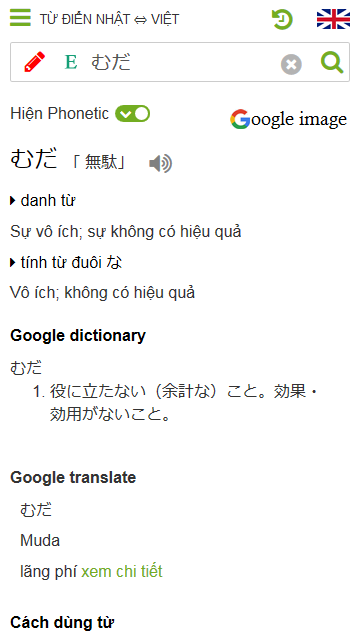 TỪ ĐIỂN NHẬT ⇔ VIỆT
E むだ
Hiện Phonetic
Google image
むだ 「 無駄」
danh từ
Sự vô ích; sự không có hiệu quả
tính từ đuôi な
Vô ích; không có hiệu quả
Google dictionary
むだ
1. 役に立たない（余計な）こと。効果・
効用がないこと。
Google translate
むだ
Muda
lãng phí xem chi tiết
Cách dùng từ